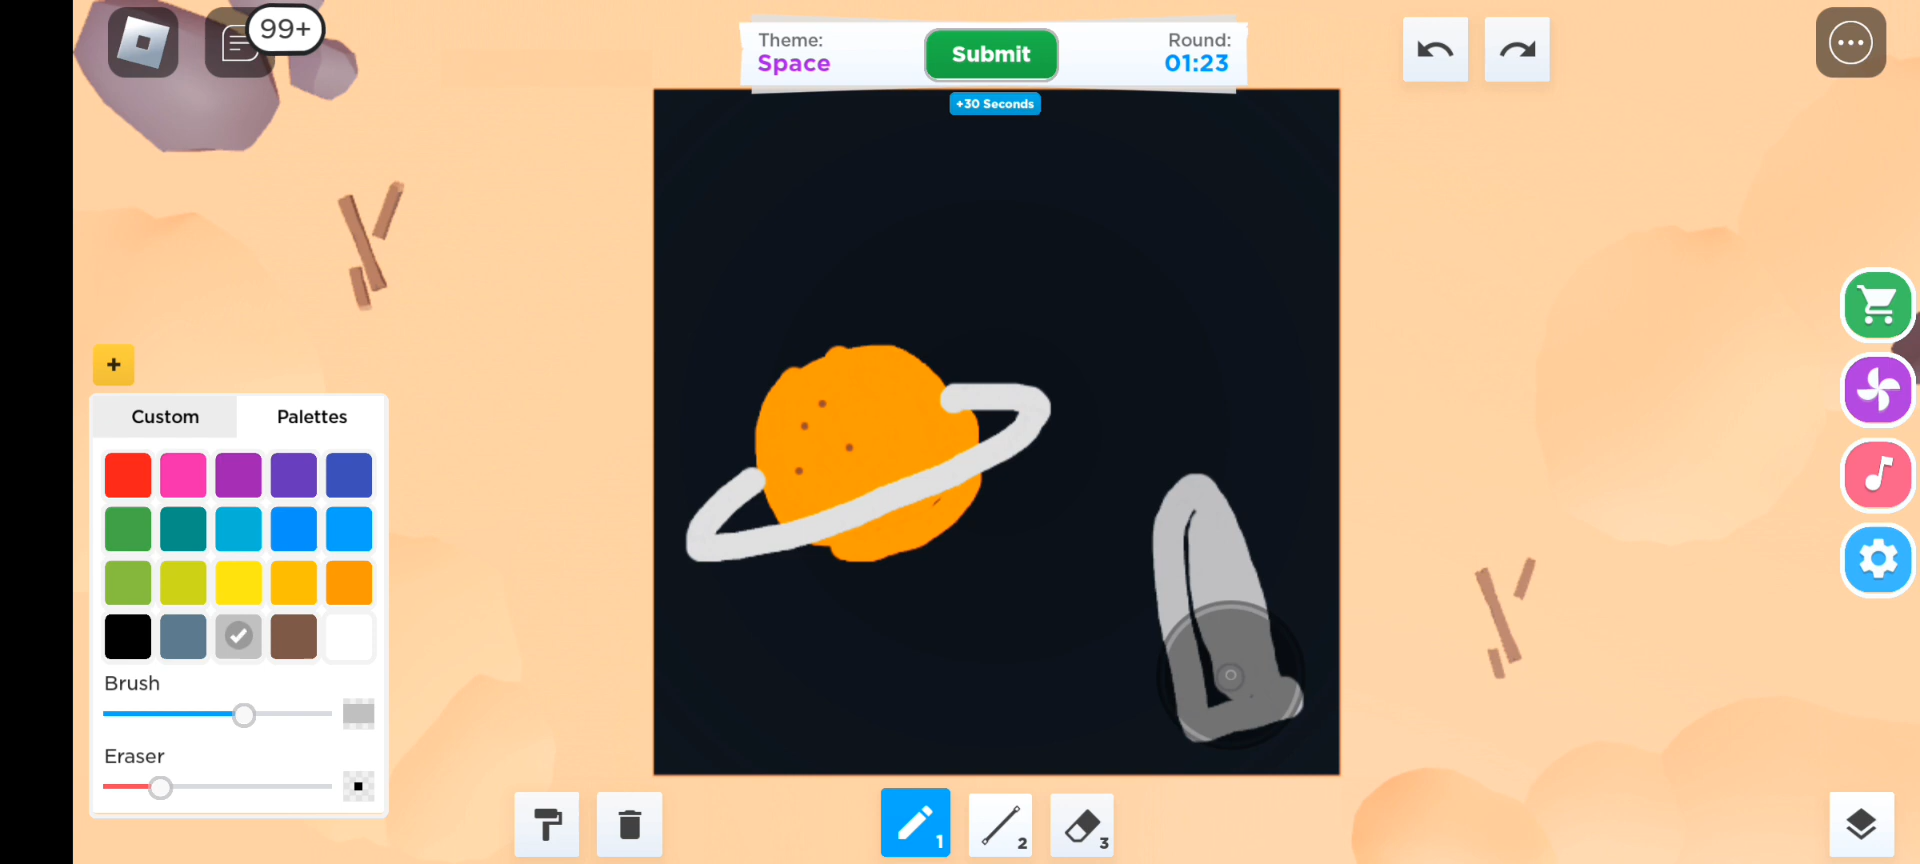 99+
Theme:
Space
Submit
Round:
01:23
+30 Seconds
+
Custom
Palettes
Brush
Eraser
1
2
3